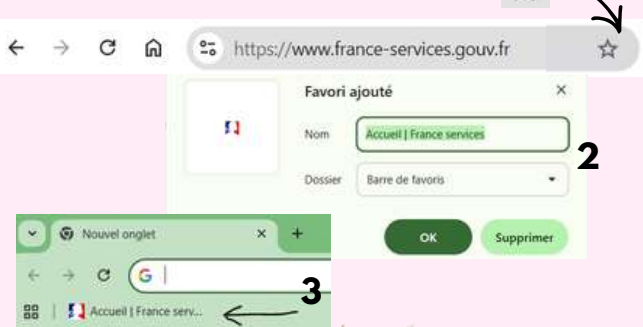 https://www.france-services.gouv.fr
Favori ajouté
Nom Accueil | France services
2
Dossier Barre de favoris
OK Supprimer
Nouvel onglet
G
3
Accueil | France serv...